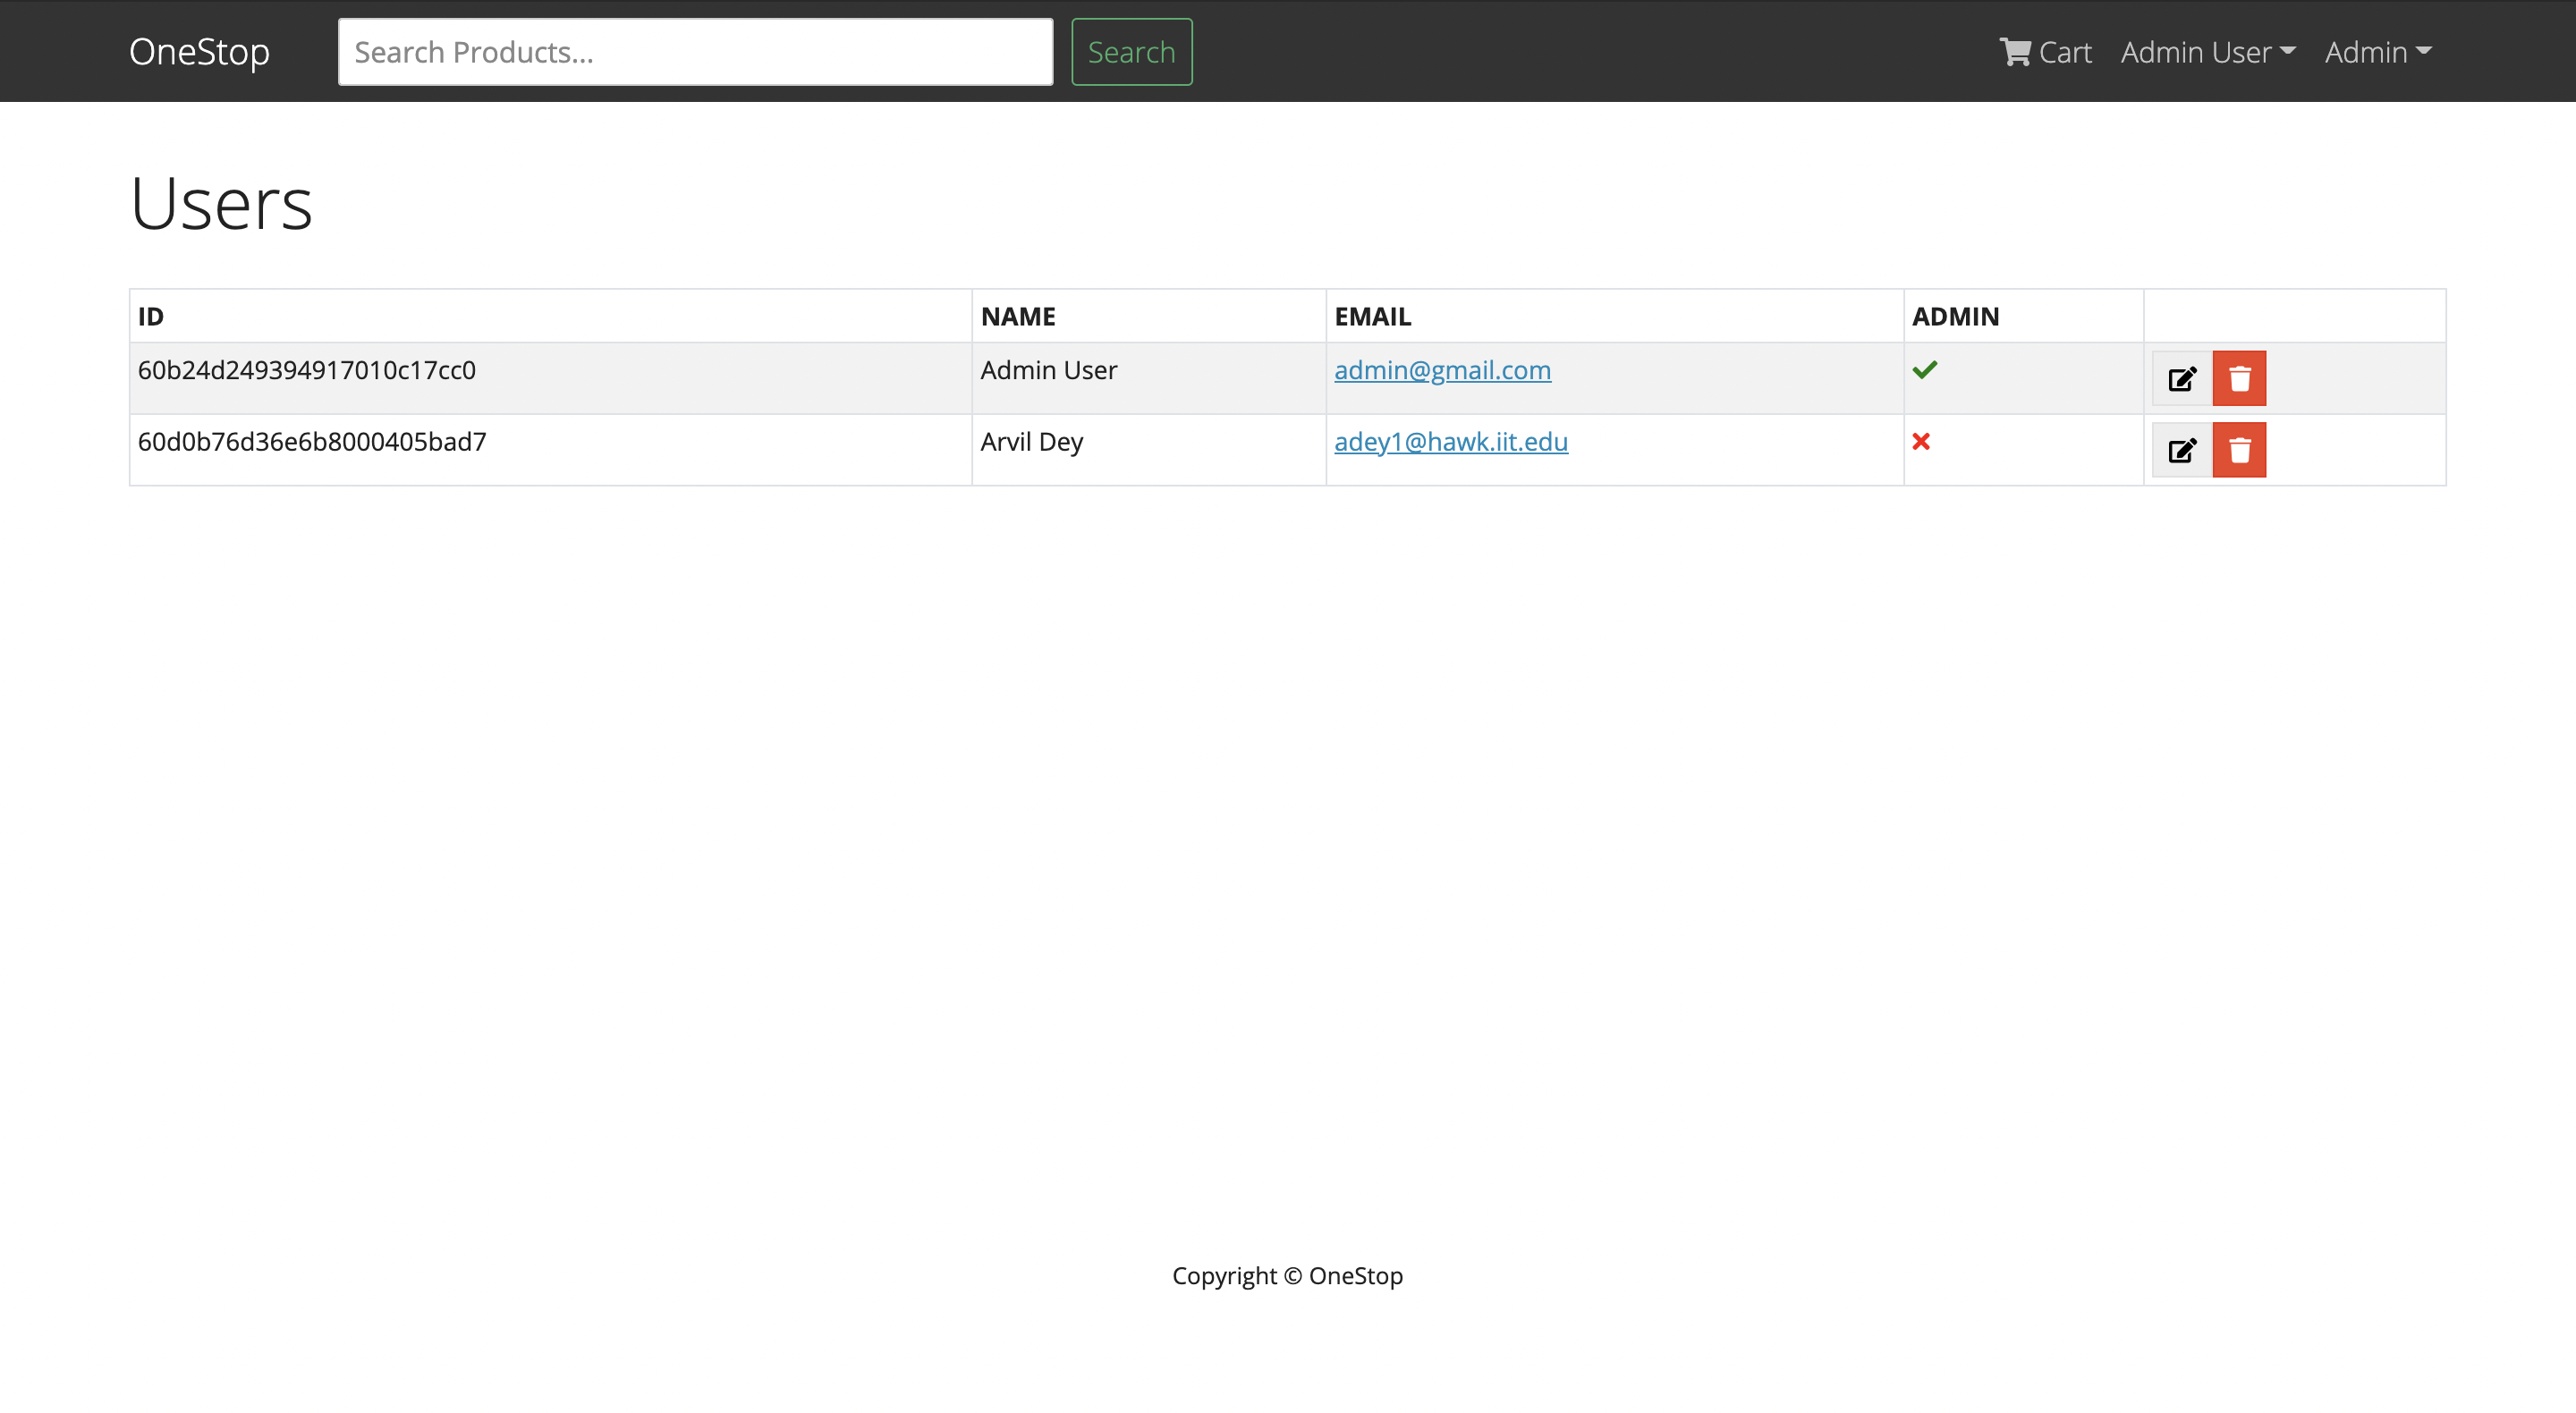 OneStop Search Products... Search Cart Admin User Admin
Users
ID NAME EMAIL ADMIN
60b24d249394917010c17cc0 Admin User admin@gmail.com
60d0b76d36e6b8000405bad7 Arvil Dey adey1@hawk.iit.edu
Copyright © OneStop